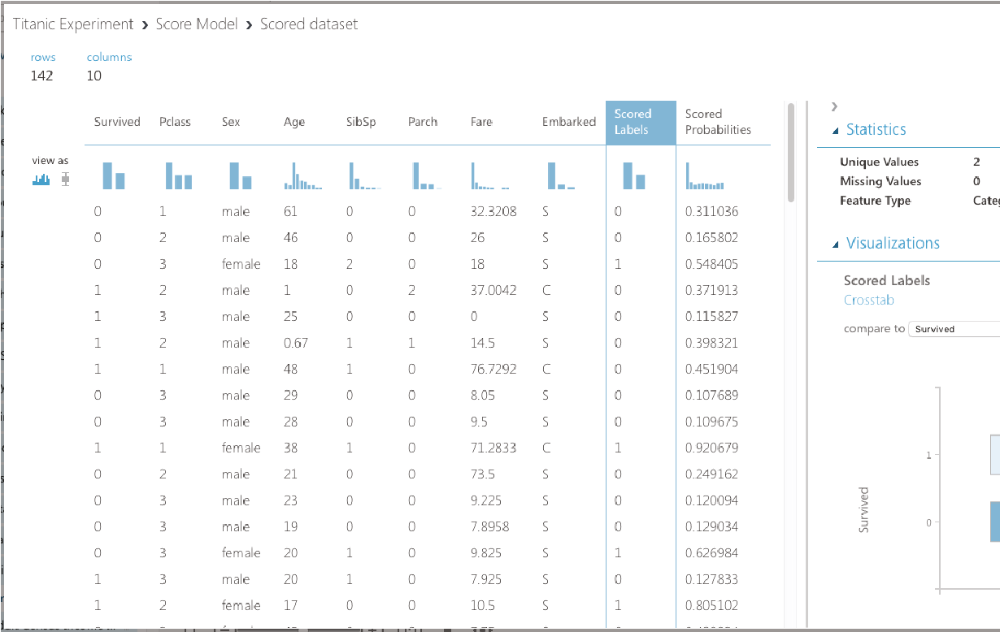 Titanic Experiment › Score Model › Scored dataset
rows columns
142 10
Survived Pclass Sex Age SibSp Parch Fare Embarked Scored Labels Scored Probabilities
view as
0 1 male 61 0 0 32.3208 S 0 0.311036
0 2 male 46 0 0 26 S 0 0.165802
0 3 female 18 2 0 18 S 1 0.548405
1 2 male 1 0 2 37.0042 C 0 0.371913
1 3 male 25 0 0 0 S 0 0.115827
1 2 male 0.67 1 1 14.5 S 0 0.398321
1 1 male 48 1 0 76.7292 C 0 0.451904
0 3 male 29 0 0 8.05 S 0 0.107689
0 3 male 28 0 0 9.5 S 0 0.109675
1 1 female 38 1 0 71.2833 C 1 0.920679
0 2 male 21 0 0 73.5 S 0 0.249162
0 3 male 23 0 0 9.225 S 0 0.120094
0 3 male 19 0 0 7.8958 S 0 0.129034
0 3 female 20 1 0 9.825 S 1 0.626984
1 3 male 20 1 0 7.925 S 0 0.127833
1 2 female 17 0 0 10.5 S 1 0.805102
Statistics
Unique Values 2
Missing Values 0
Feature Type Categ
Visualizations
Scored Labels
Crosstab
compare to Survived
1
0
Survived